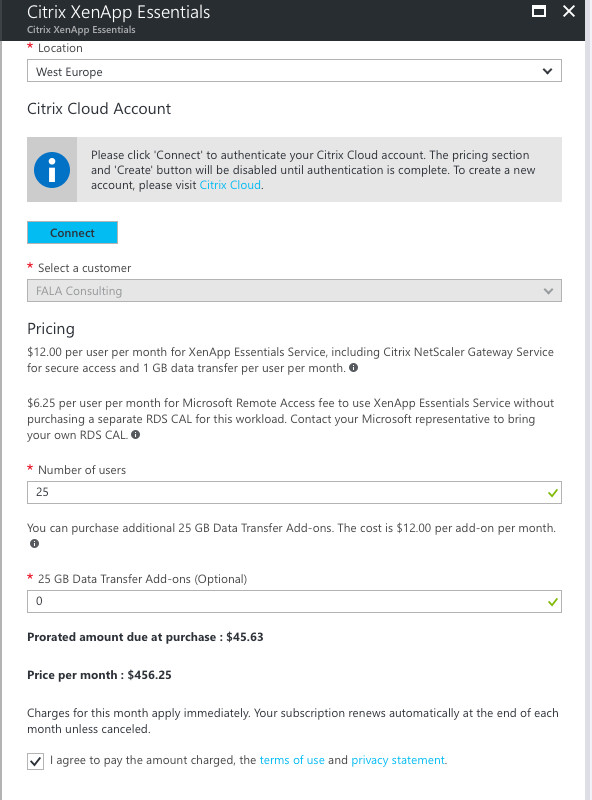 Citrix XenApp Essentials
Citrix XenApp Essentials
* Location
West Europe
Citrix Cloud Account
Please click 'Connect' to authenticate your Citrix Cloud account. The pricing section
and 'Create' button will be disabled until authentication is complete. To create a new
account, please visit Citrix Cloud.
Connect
* Select a customer
FALA Consulting
Pricing
$12.00 per user per month for XenApp Essentials Service, including Citrix NetScaler Gateway Service
for secure access and 1 GB data transfer per user per month.
$6.25 per user per month for Microsoft Remote Access fee to use XenApp Essentials Service without
purchasing a separate RDS CAL for this workload. Contact your Microsoft representative to bring
your own RDS CAL.
* Number of users
25
You can purchase additional 25 GB Data Transfer Add-ons. The cost is $12.00 per add-on per month.
* 25 GB Data Transfer Add-ons (Optional)
0
Prorated amount due at purchase : $45.63
Price per month : $456.25
Charges for this month apply immediately. Your subscription renews automatically at the end of each
month unless canceled.
I agree to pay the amount charged, the terms of use and privacy statement.